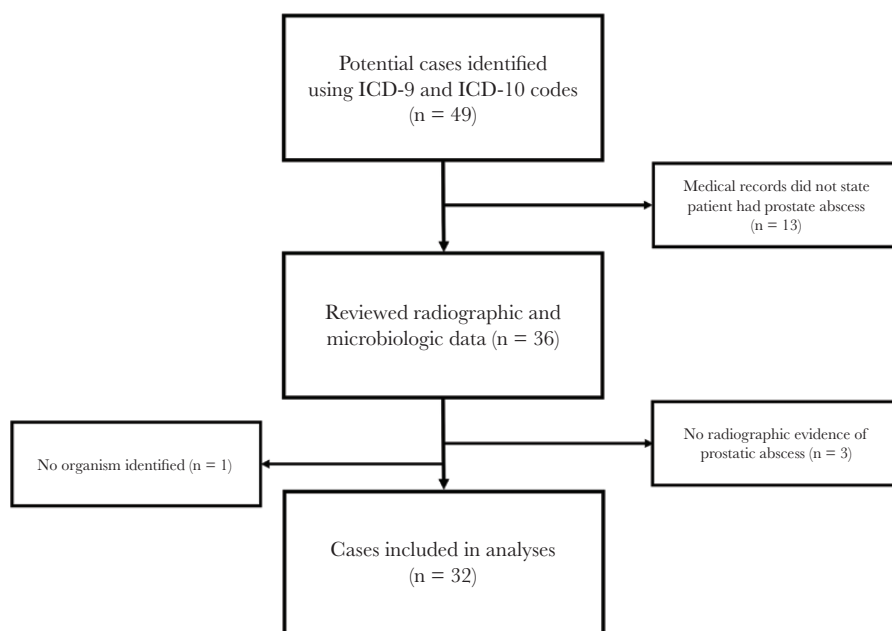 Potential cases identified
using ICD-9 and ICD-10 codes
(n = 49)
Medical records did not state
patient had prostate abscess
(n = 13)
Reviewed radiographic and
microbiologic data (n = 36)
No organism identified (n = 1)
No radiographic evidence of
prostatic abscess (n = 3)
Cases included in analyses
(n = 32)